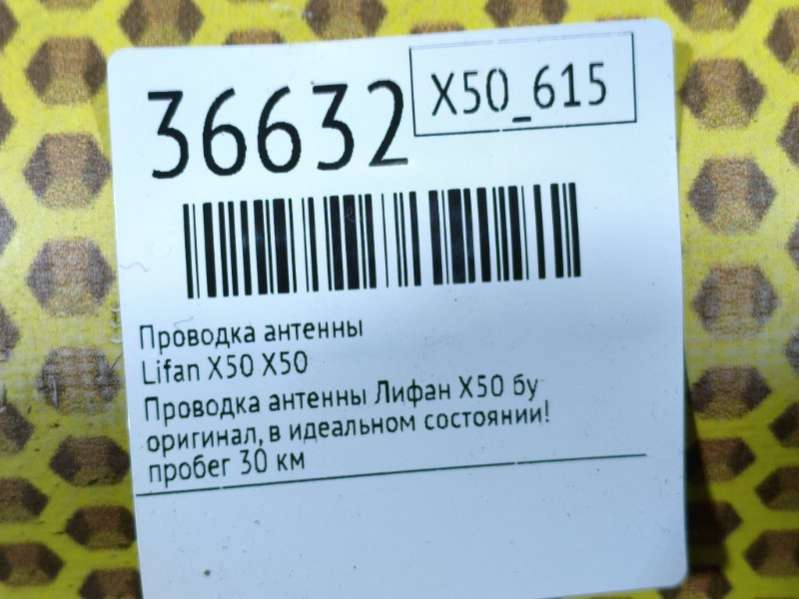 36632
X50_615
Проводка антенны
Lifan X50 X50
Проводка антенны Лифан X50 бу
оригинал, в идеальном состоянии!
пробег 30 км